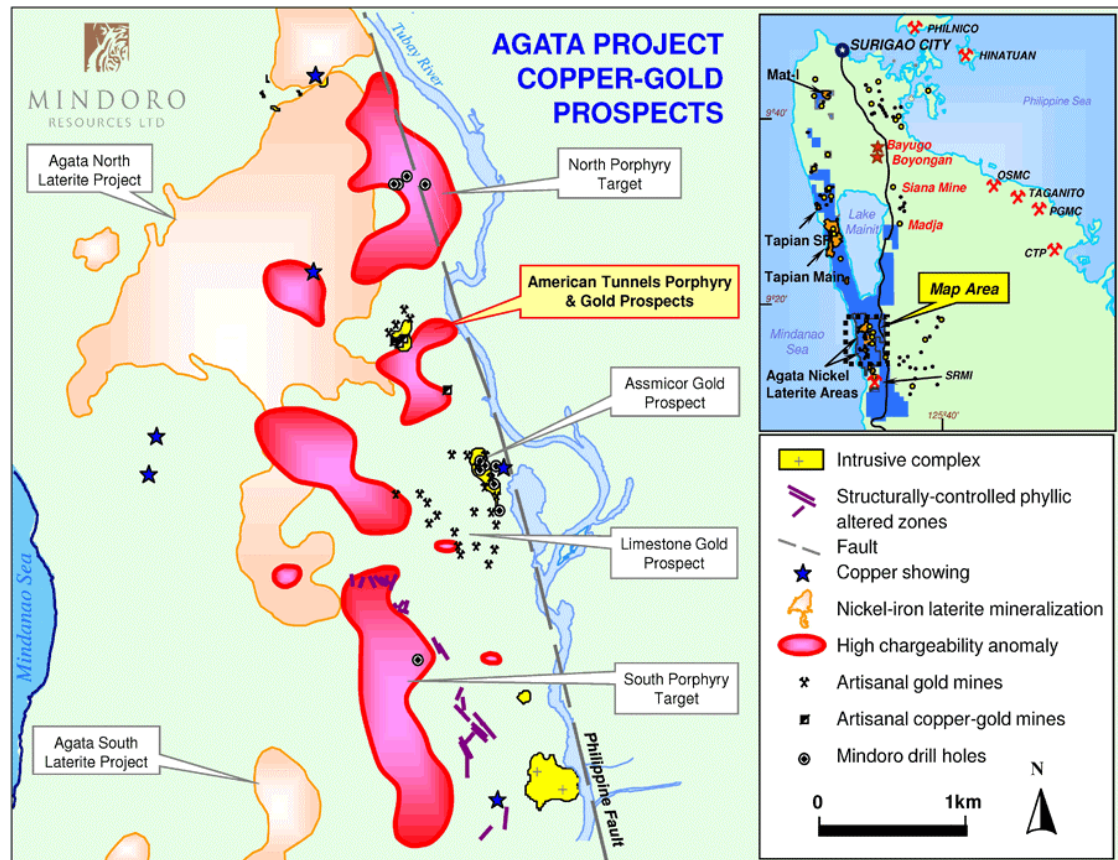 MINDORO
RESOURCES LTD
AGATA PROJECT
COPPER-GOLD
PROSPECTS
Tubay River
Agata North
Laterite Project
North Porphyry
Target
American Tunnels Porphyry
& Gold Prospects
Assmicor Gold
Prospect
Limestone Gold
Prospect
South Porphyry
Target
Agata South
Laterite Project
Mindanao Sea
Philippine Fault
PHILNICO
SURIGAO CITY
HINATUAN
Mat-I
Philippine Sea
9°40'
Bayugo
Boyongan
OSMC
TAGANITO
Siana Mine
PGMC
Lake
Mainit
Madja
Tapian SF
CTP
Tapian Main
Map Area
9°20'
Mindanao
Sea
Agata Nickel
Laterite Areas
SRMI
125°40'
Intrusive complex
Structurally-controlled phyllic
altered zones
Fault
Copper showing
Nickel-iron laterite mineralization
High chargeability anomaly
Artisanal gold mines
Artisanal copper-gold mines
Mindoro drill holes
0 1km
N